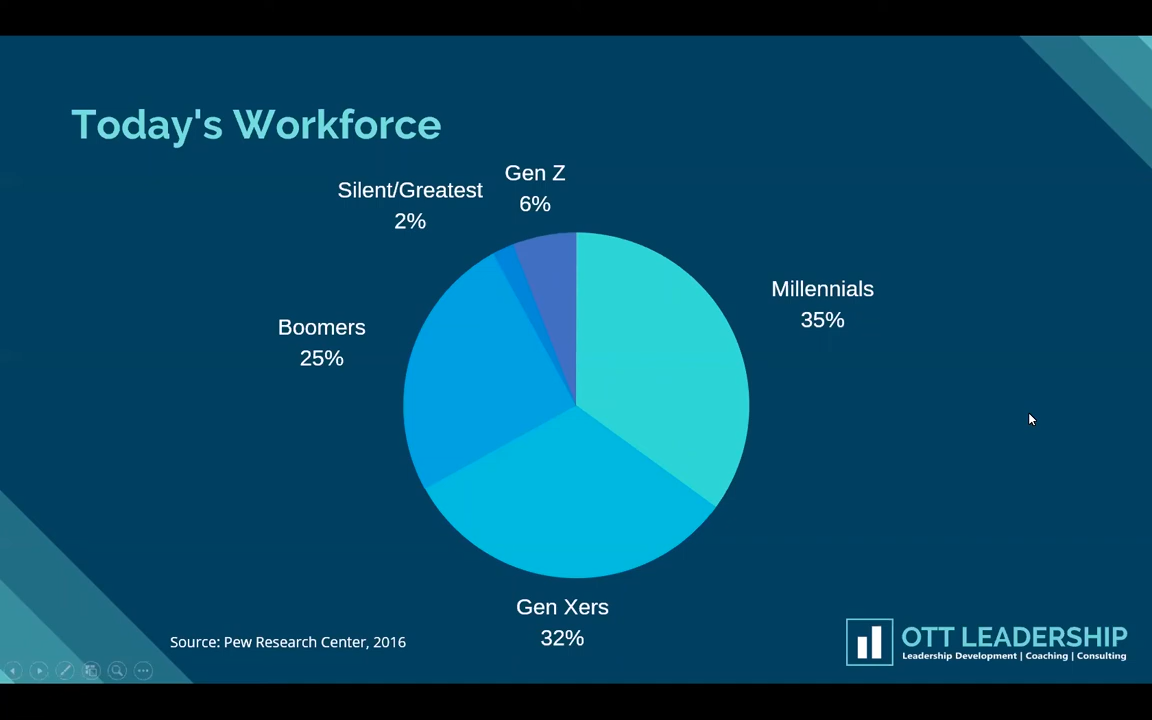 Today's Workforce
Gen Z
6%
Silent/Greatest
2%
Millennials
35%
Boomers
25%
Gen Xers
32%
Source: Pew Research Center, 2016
OTT LEADERSHIP
Leadership Development | Coaching | Consulting